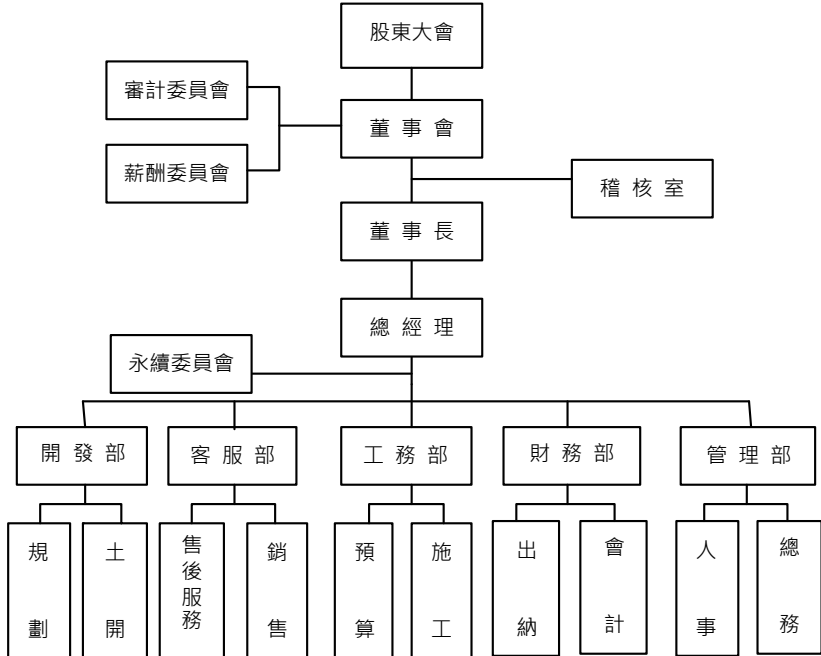 股東大會
審計委員會
董事會
薪酬委員會
稽核室
董事長
總經理
永續委員會
開發部
客服部
工務部
財務部
管理部
規劃
土開
售後服務
銷售
預算
施工
出納
會計
人事
總務